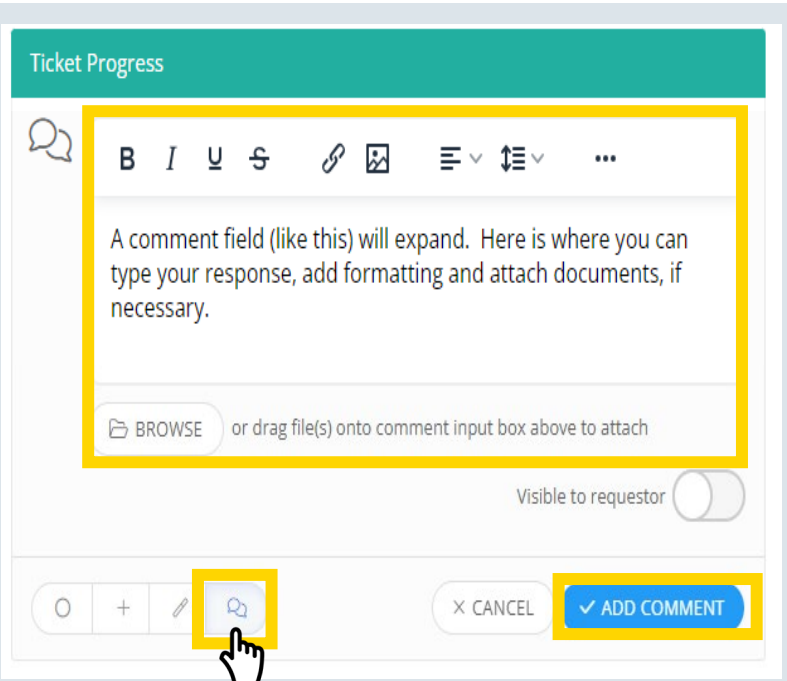 Ticket Progress
B I U S
A comment field (like this) will expand. Here is where you can
type your response, add formatting and attach documents, if
necessary.
BROWSE or drag file(s) onto comment input box above to attach
Visible to requestor
CANCEL ADD COMMENT